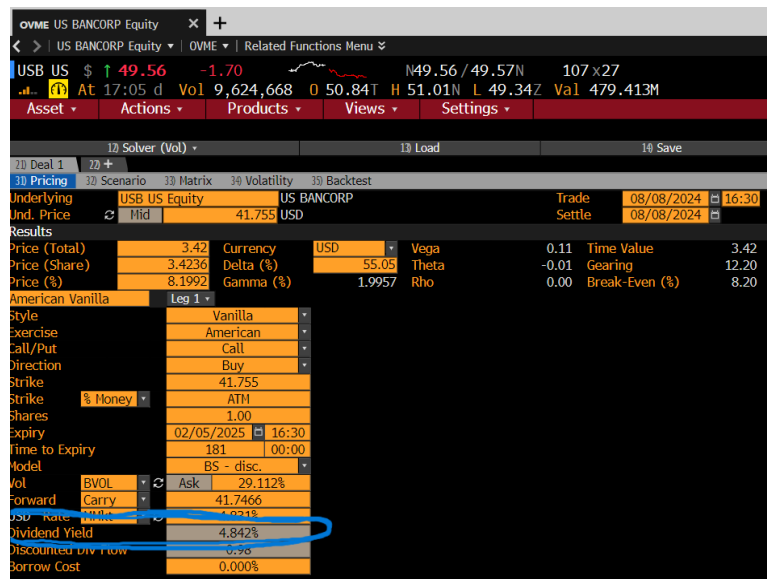 OVME US BANCORP Equity × +
< > US BANCORP Equity ▾ | OVME ▾ | Related Functions Menu
USB US $ ↑ 49.56 -1.70 N49.56 / 49.57N 107 x 27
At 17:05 d Vol 9,624,668 O 50.84T H 51.01N L 49.34Z Val 479.413M
Asset ▾ Actions ▾ Products ▾ Views ▾ Settings ▾
12) Solver (Vol) ▾ 13) Load 14) Save
21) Deal 1 22) +
31) Pricing 32) Scenario 33) Matrix 34) Volatility 35) Backtest
Underlying USB US Equity US BANCORP Trade 08/08/2024 16:30
Und. Price Mid 41.755 USD Settle 08/08/2024
Results
Price (Total) 3.42 Currency USD Vega 0.11 Time Value 3.42
Price (Share) 3.4236 Delta (%) 55.05 Theta -0.01 Gearing 12.20
Price (%) 8.1992 Gamma (%) 1.9957 Rho 0.00 Break-Even (%) 8.20
American Vanilla Leg 1 ▾
Style Vanilla
Exercise American
Call/Put Call
Direction Buy
Strike 41.755
Strike % Money ATM
Shares 1.00
Expiry 02/05/2025 16:30
Time to Expiry 181 00:00
Model BS - disc.
Vol BVOL Ask 29.112%
Forward Carry 41.7466
USD Rate MMkt 4.831%
Dividend Yield 4.842%
Discounted Div Flow 0.98
Borrow Cost 0.000%